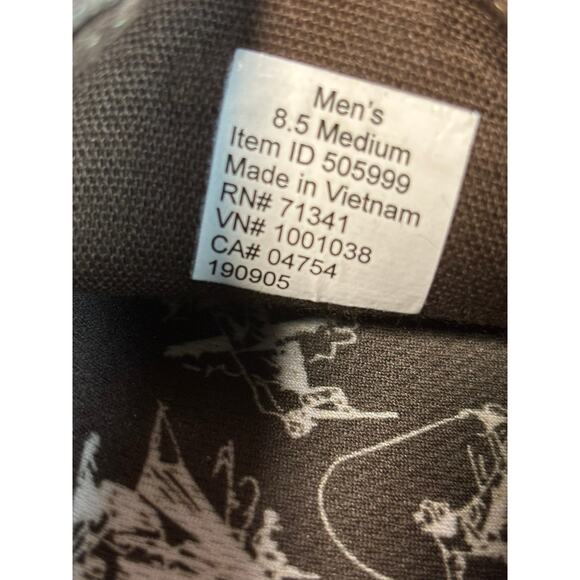 Men's
8.5 Medium
Item ID 505999
Made in Vietnam
RN# 71341
VN# 1001038
CA# 04754
190905